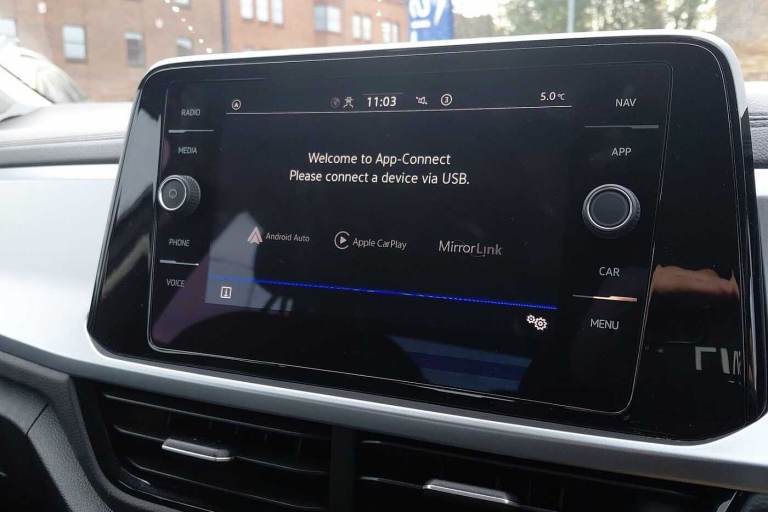 RADIO
MEDIA
PHONE
VOICE
11:03
3
5.0°C
Welcome to App-Connect
Please connect a device via USB.
Android Auto
Apple CarPlay
MirrorLink
NAV
APP
CAR
MENU